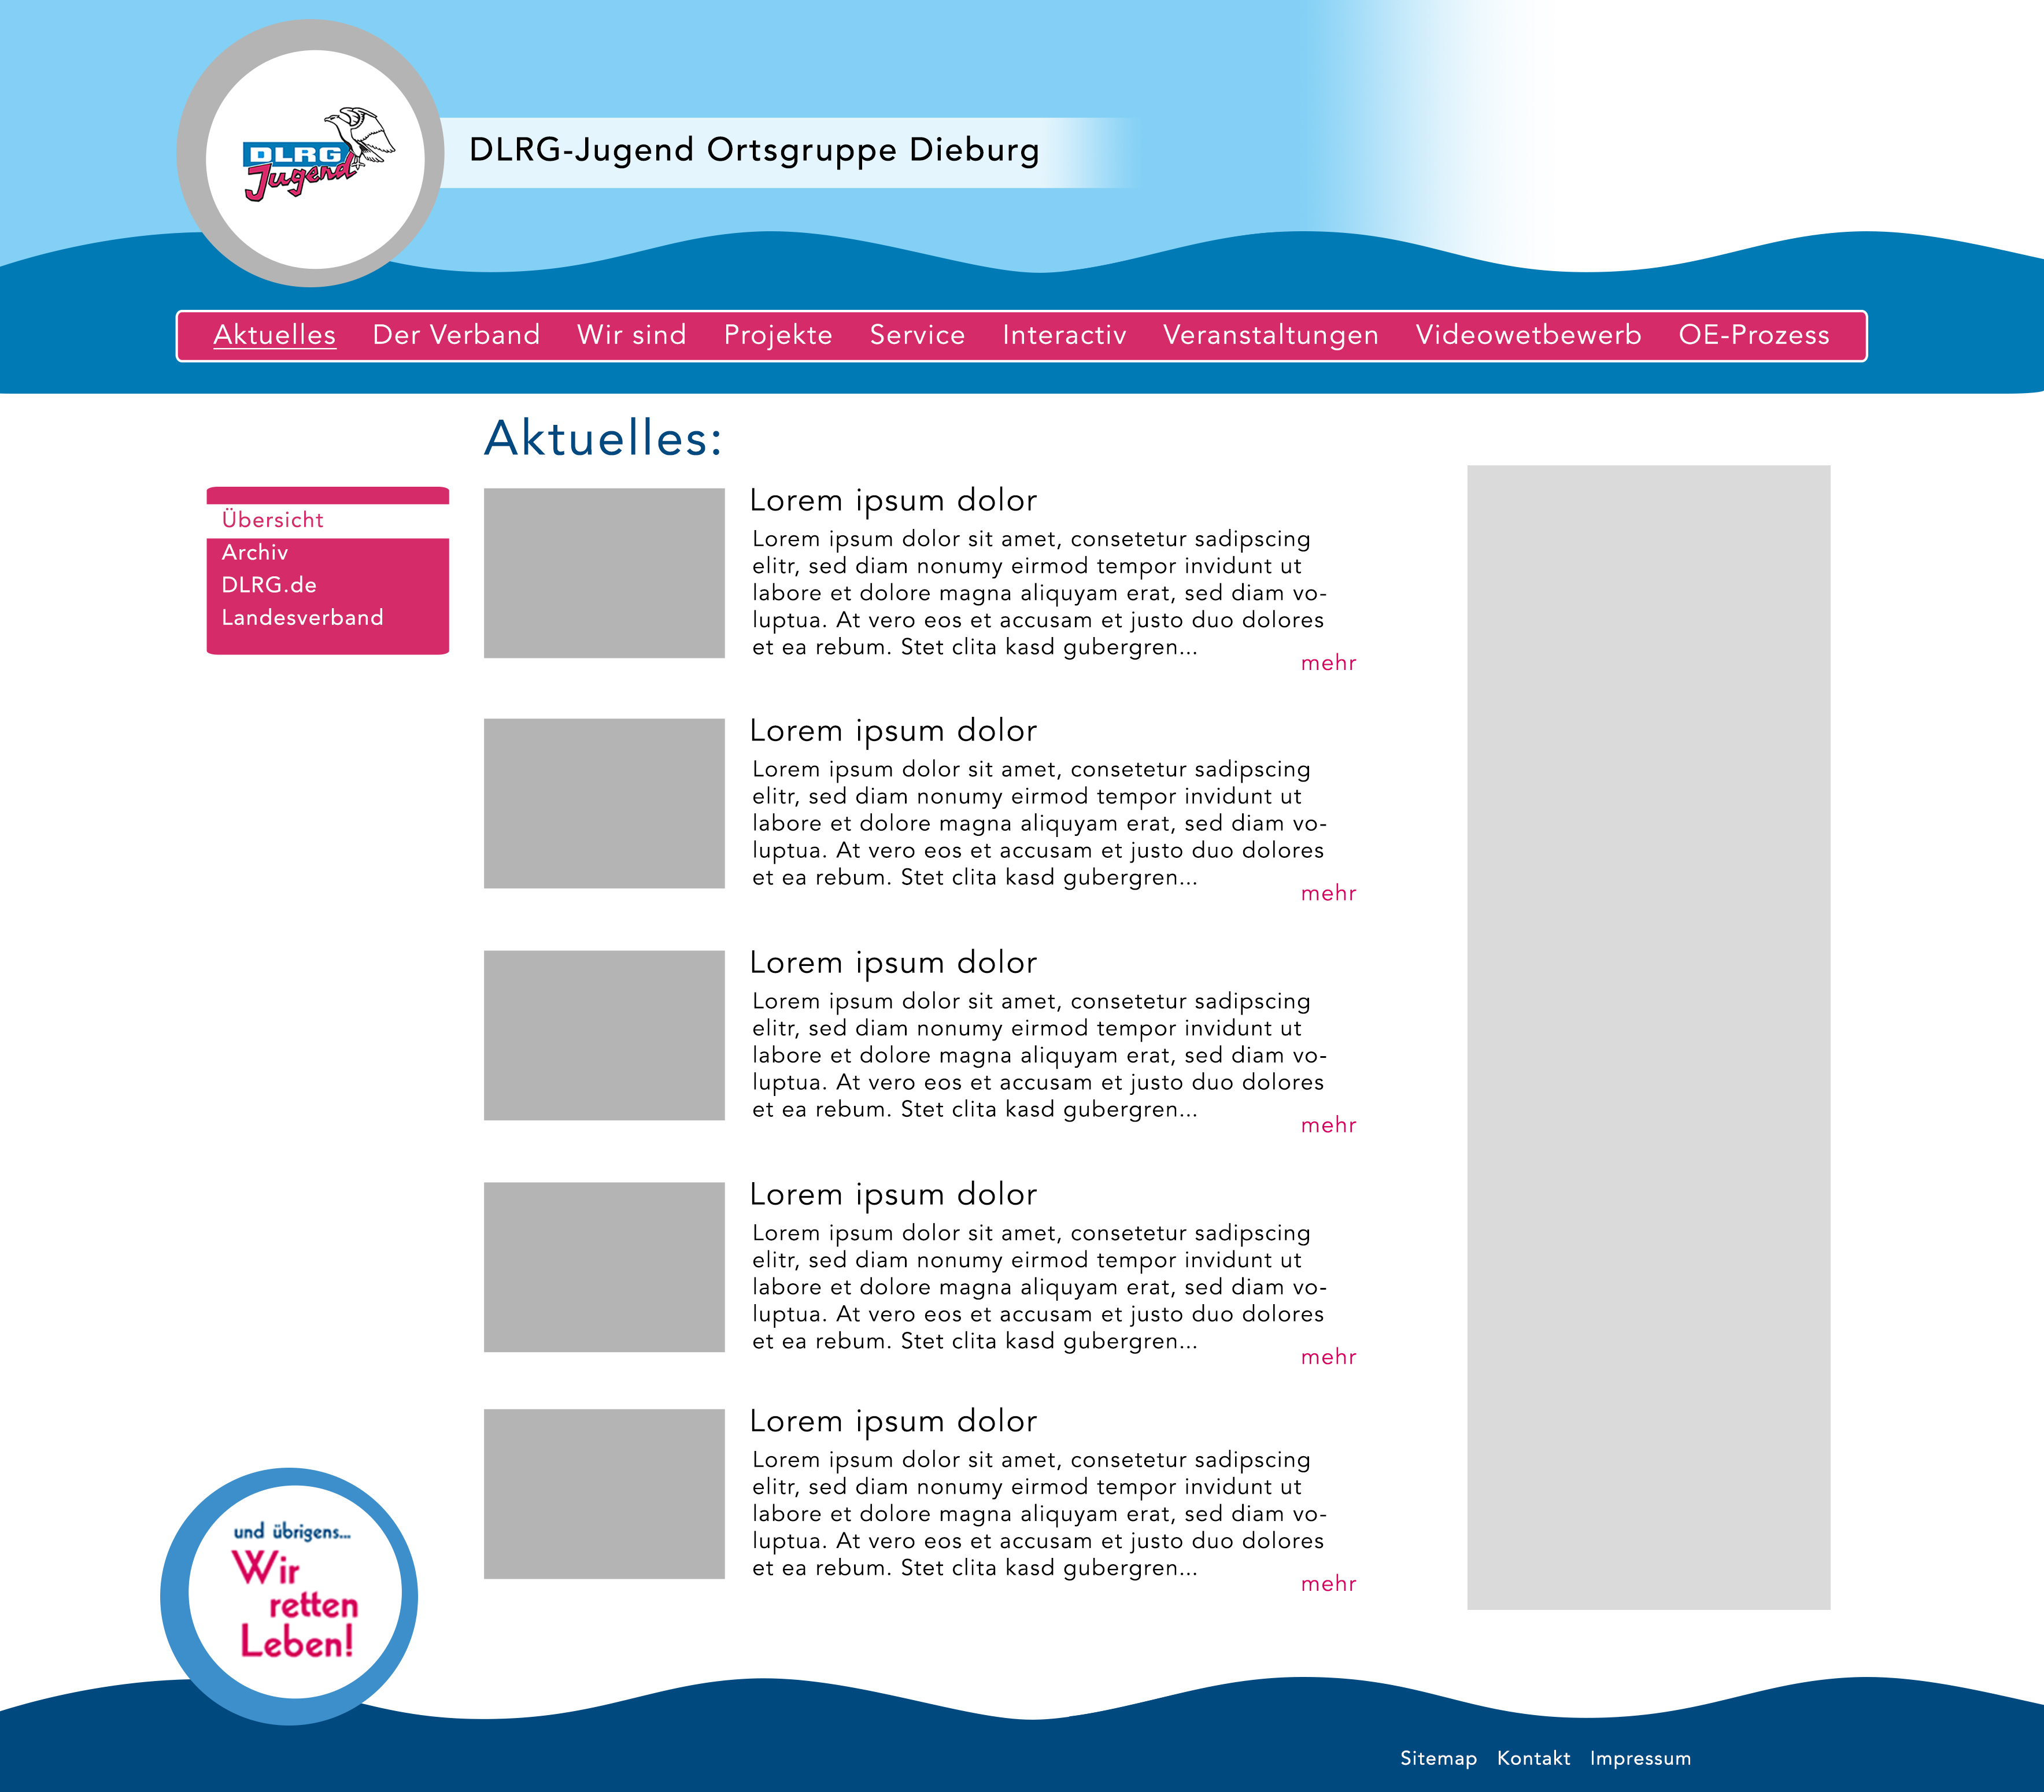 DLRG
Jugend
DLRG-Jugend Ortsgruppe Dieburg
Aktuelles Der Verband Wir sind Projekte Service Interactiv Veranstaltungen Videowetbewerb OE-Prozess
Aktuelles:
Übersicht
Archiv
DLRG.de
Landesverband
Lorem ipsum dolor
Lorem ipsum dolor sit amet, consetetur sadipscing
elitr, sed diam nonumy eirmod tempor invidunt ut
labore et dolore magna aliquyam erat, sed diam vo-
luptua. At vero eos et accusam et justo duo dolores
et ea rebum. Stet clita kasd gubergren...
mehr
Lorem ipsum dolor
Lorem ipsum dolor sit amet, consetetur sadipscing
elitr, sed diam nonumy eirmod tempor invidunt ut
labore et dolore magna aliquyam erat, sed diam vo-
luptua. At vero eos et accusam et justo duo dolores
et ea rebum. Stet clita kasd gubergren...
mehr
Lorem ipsum dolor
Lorem ipsum dolor sit amet, consetetur sadipscing
elitr, sed diam nonumy eirmod tempor invidunt ut
labore et dolore magna aliquyam erat, sed diam vo-
luptua. At vero eos et accusam et justo duo dolores
et ea rebum. Stet clita kasd gubergren...
mehr
Lorem ipsum dolor
Lorem ipsum dolor sit amet, consetetur sadipscing
elitr, sed diam nonumy eirmod tempor invidunt ut
labore et dolore magna aliquyam erat, sed diam vo-
luptua. At vero eos et accusam et justo duo dolores
et ea rebum. Stet clita kasd gubergren...
mehr
Lorem ipsum dolor
Lorem ipsum dolor sit amet, consetetur sadipscing
elitr, sed diam nonumy eirmod tempor invidunt ut
labore et dolore magna aliquyam erat, sed diam vo-
luptua. At vero eos et accusam et justo duo dolores
et ea rebum. Stet clita kasd gubergren...
mehr
und übrigens...
Wir
retten
Leben!
Sitemap Kontakt Impressum